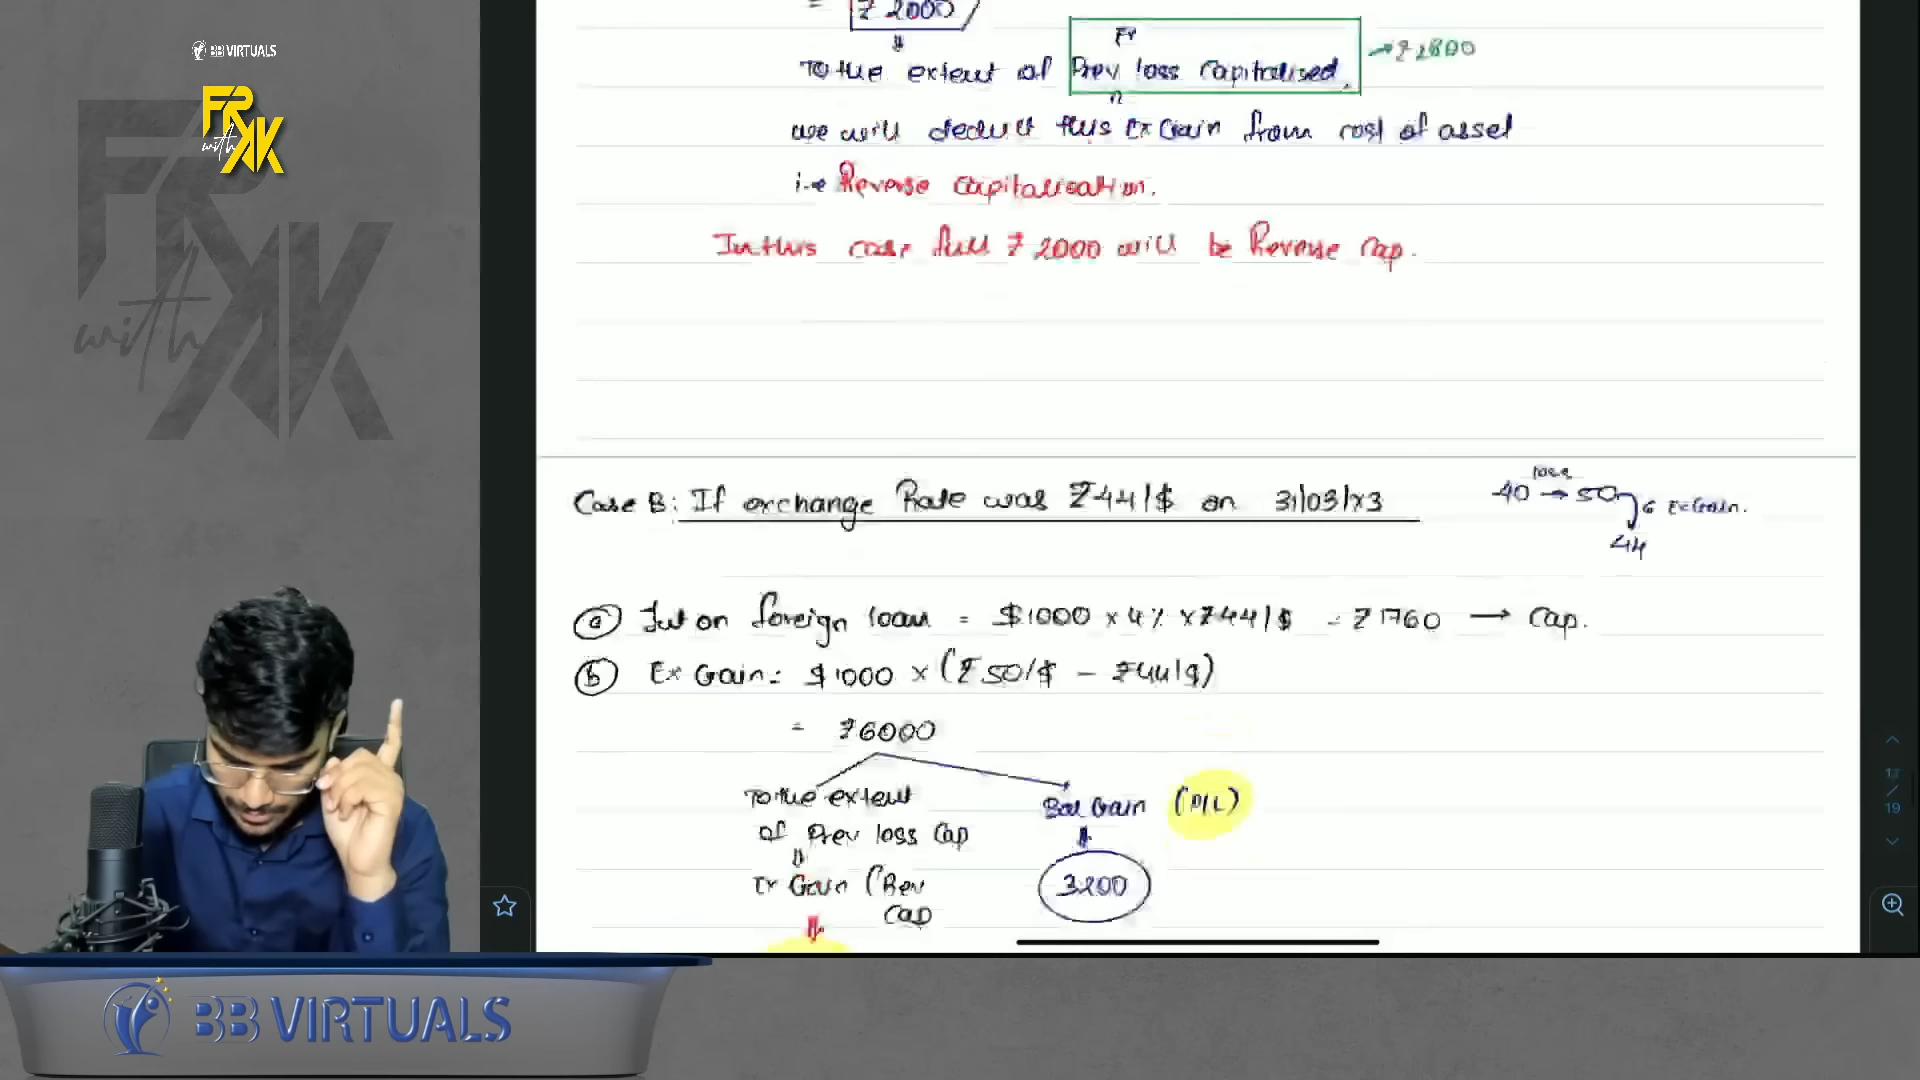 BB VIRTUALS
FR
with
KK
= ₹ 2000
To the extent of Prev loss Capitalised. → ₹ 2800
we will deduct this Ex Gain from cost of asset
i.e Reverse Capitalisation.
In this case full ₹ 2000 will be Reverse Cap.
Case B: If exchange Rate was ₹44/$ on 31/03/x3
40 → 50
loss
6 Ex Gain.
44
(a) Int on foreign loan = $1000 x 4% x ₹44/$ = ₹1760 → Cap.
(b) Ex Gain: $1000 x (₹50/$ - ₹44/$)
= ₹6000
To the extent
of Prev loss Cap
Ex Gain (Rev
Cap
Bal Gain (P/L)
3200
17
/
19
BB VIRTUALS